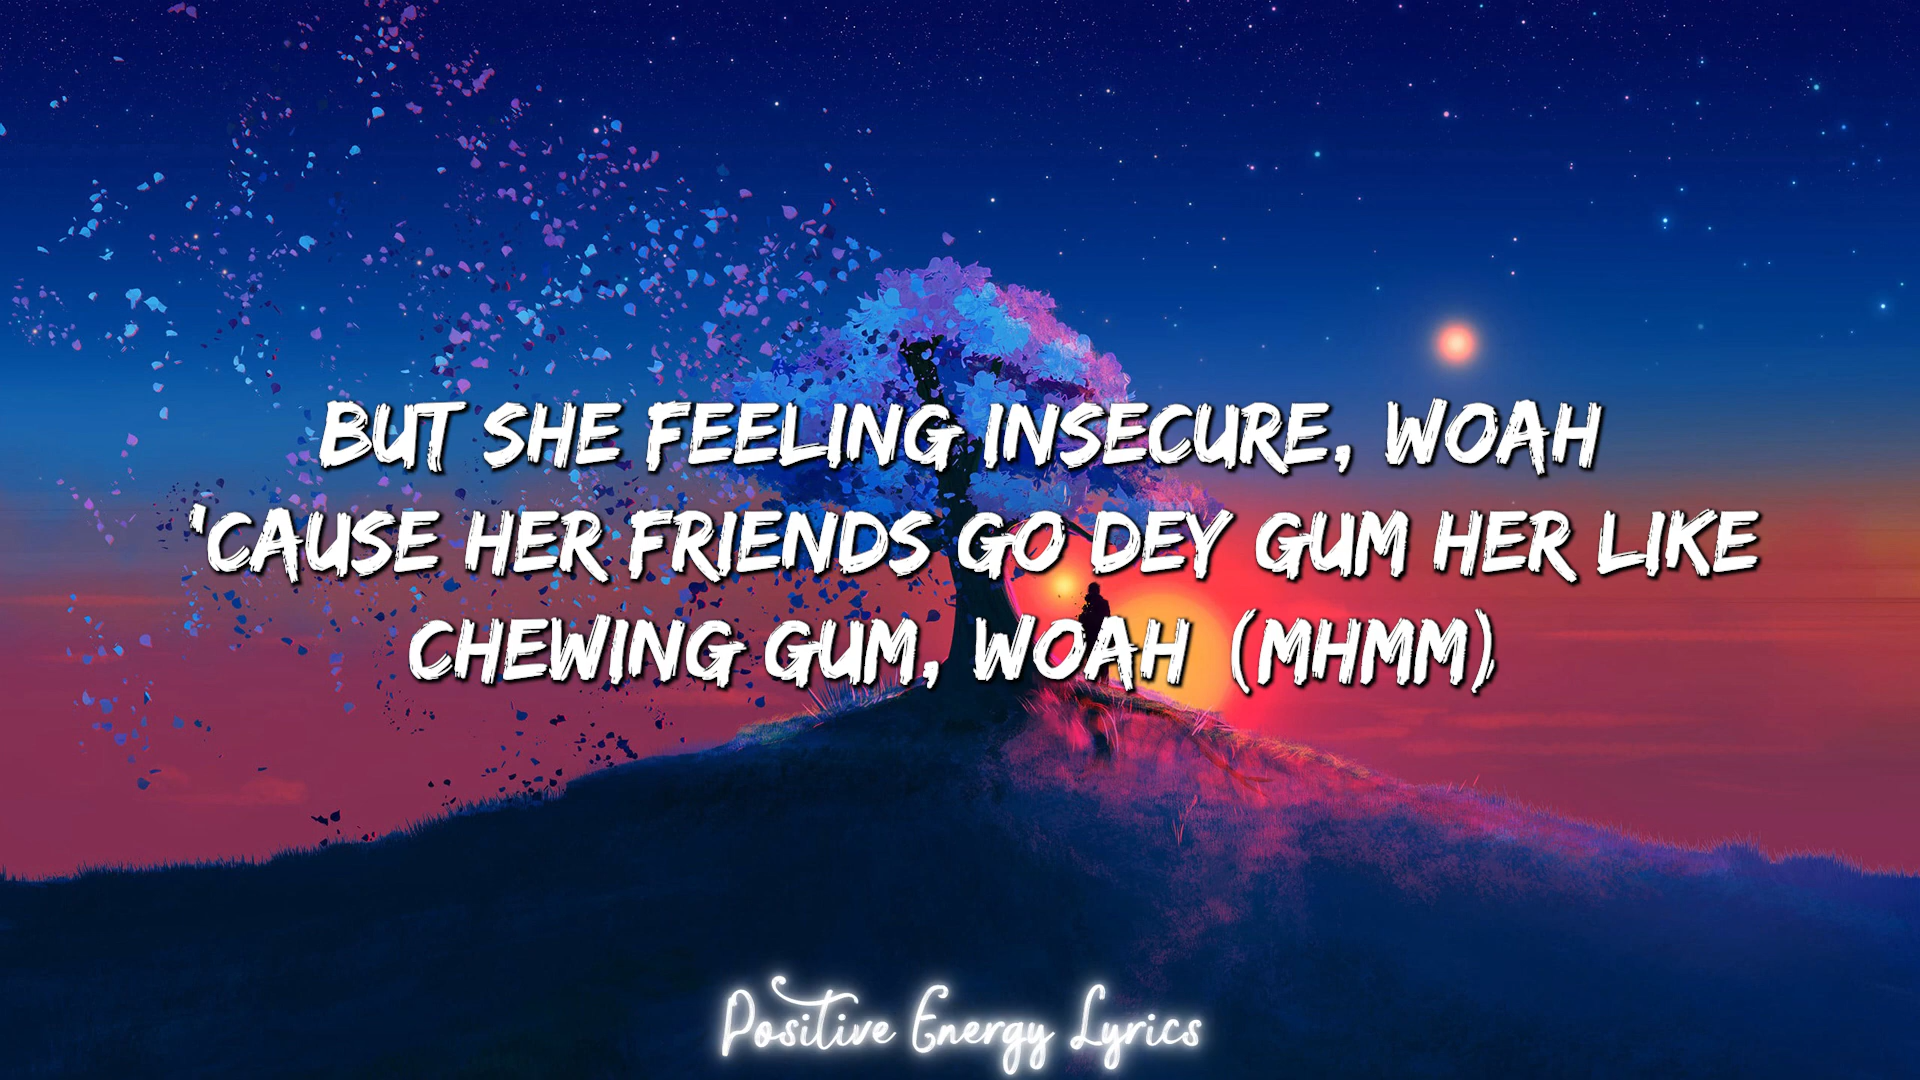 BUT SHE FEELING INSECURE, WOAH
'CAUSE HER FRIENDS GO DEY GUM HER LIKE
CHEWING GUM, WOAH (MHMM)
Positive Energy Lyrics